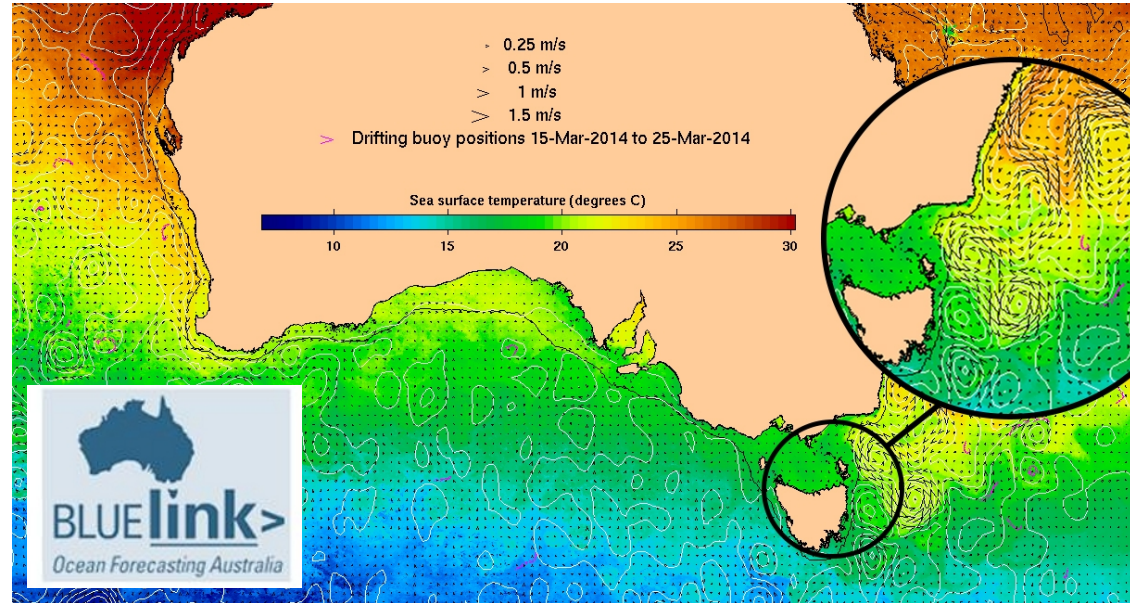 0.25 m/s
0.5 m/s
1 m/s
1.5 m/s
Drifting buoy positions 15-Mar-2014 to 25-Mar-2014
Sea surface temperature (degrees C)
10 15 20 25 30
BLUElink>
Ocean Forecasting Australia